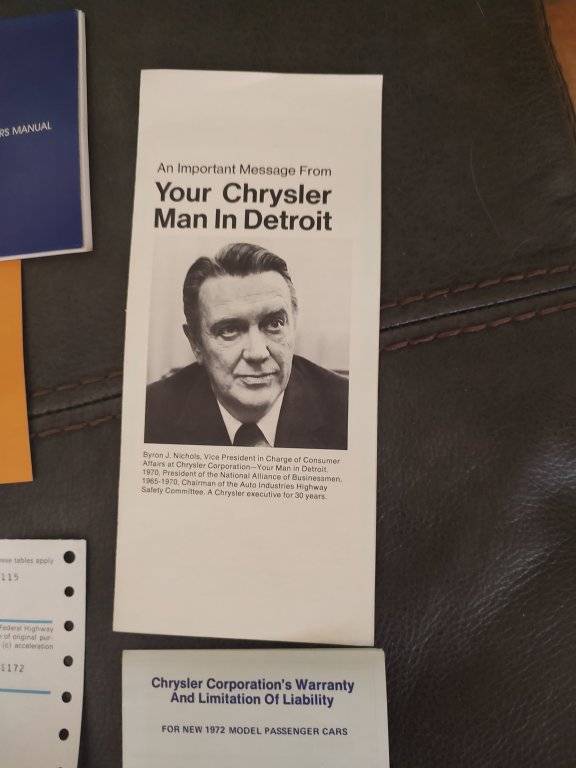 RS MANUAL
An Important Message From
Your Chrysler
Man In Detroit
Byron J. Nichols, Vice President in Charge of Consumer
Affairs at Chrysler Corporation—Your Man in Detroit.
1970, President of the National Alliance of Businessmen.
1965-1970, Chairman of the Auto Industries Highway
Safety Committee. A Chrysler executive for 30 years.
ese tables apply
115
Federal Highway
e of original pur-
(c) acceleration
1172
Chrysler Corporation's Warranty
And Limitation Of Liability
FOR NEW 1972 MODEL PASSENGER CARS